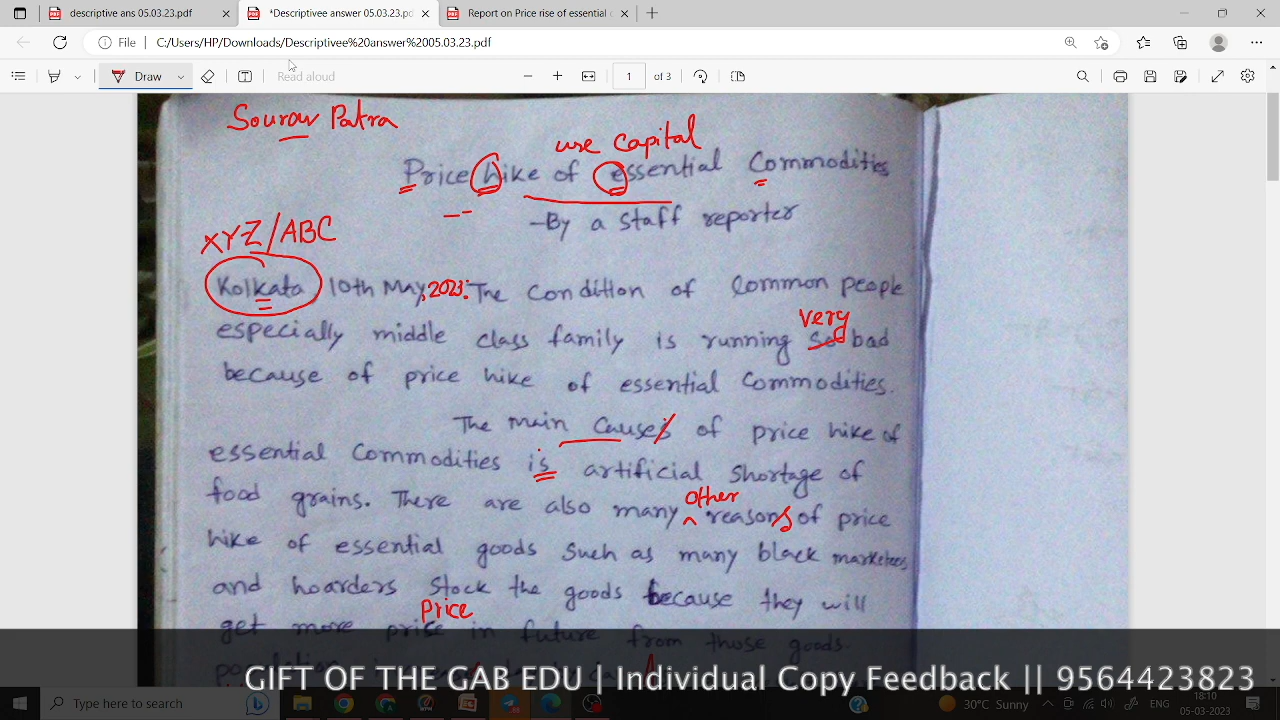 descriptive ans 05.03.23.pdf
*Descriptivee answer 05.03.23.pd
Report on Price rise of essential c
File C:/Users/HP/Downloads/Descriptivee%20answer%2005.03.23.pdf
Draw
Read aloud
1 of 3
Sourav Patra
use capital
Price hike of essential Commodities
-By a staff reporter
XYZ/ABC
Kolkata 10th May, 2023: The condition of common people
very
especially middle class family is running so bad
because of price hike of essential commodities.
The main causes of price hike of
essential commodities is artificial shortage of
other
food grains. There are also many reasons of price
hike of essential goods such as many black marketers
and hoarders stock the goods because they will
Price
get more price in future from those goods.
population
GIFT OF THE GAB EDU | Individual Copy Feedback || 9564423823
Type here to search
30°C Sunny
ENG
18:10
05-03-2023